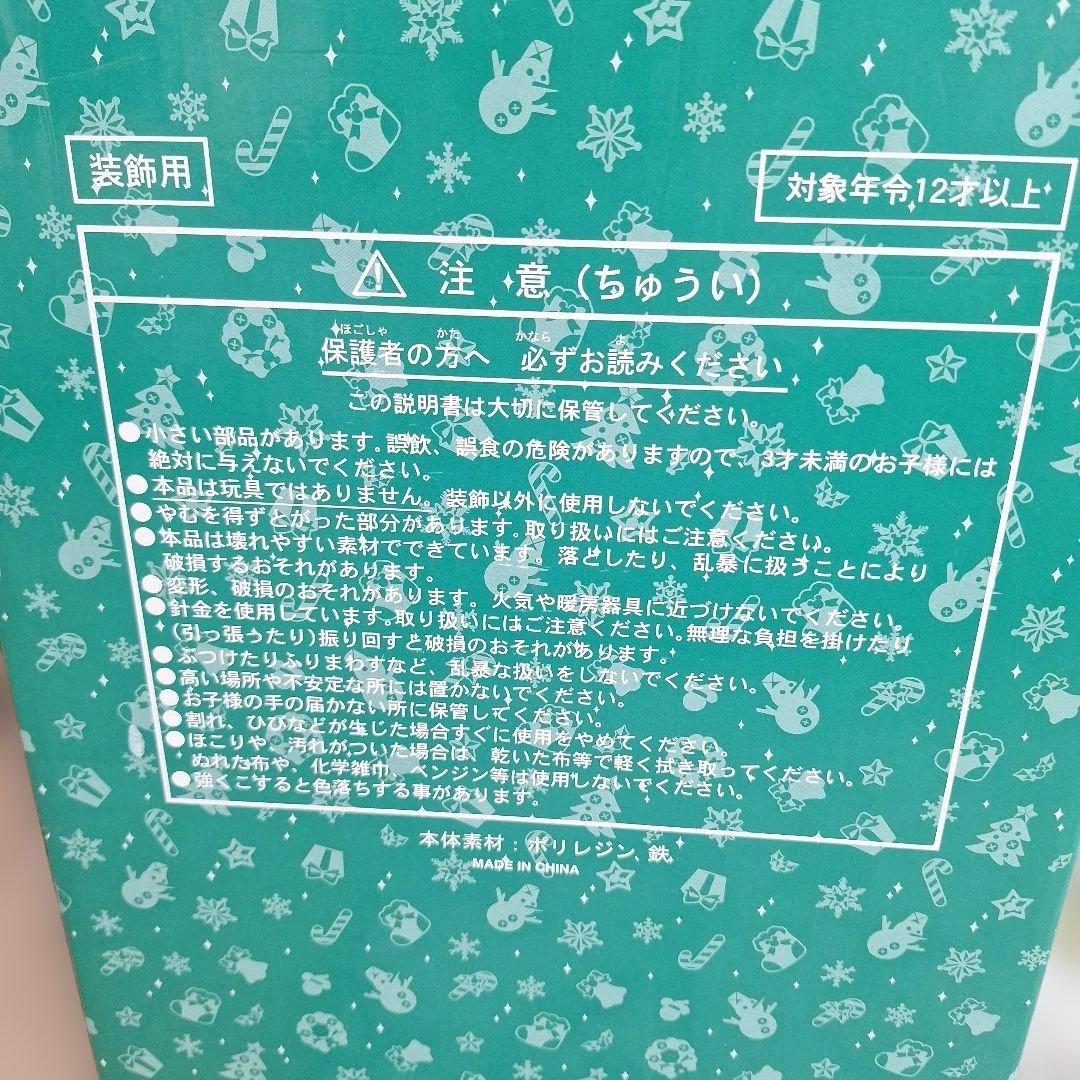 装飾用
対象年令12才以上
注 意 (ちゅうい)
ほごしゃ かた かなら よ
保護者の方へ 必ずお読みください
この説明書は大切に保管してください。
●小さい部品があります。誤飲、誤食の危険がありますので、3才未満のお子様には
絶対に与えないでください。
●本品は玩具ではありません。装飾以外に使用しないでください。
●やむを得ずとがった部分があります。取り扱いにはご注意ください。
●本品は壊れやすい素材でできています。落としたり、乱暴に扱うことにより
破損するおそれがあります。
●変形、破損のおそれがあります。火気や暖房器具に近づけないでください。
●針金を使用しています。取り扱いにはご注意ください。無理な負担を掛けたり
(引っ張ったり)振り回すと破損のおそれがあります。
●ぶつけたりふりまわすなど、乱暴な扱いをしないでください。
●高い場所や不安定な所には置かないでください。
●お子様の手の届かない所に保管してください。
●割れ、ひびなどが生じた場合すぐに使用をやめてください。
●ほこりや、汚れがついた場合は、乾いた布等で軽く拭き取ってください。
ぬれた布や、化学雑巾、ベンジン等は使用しないでください。
●強くこすると色落ちする事があります。
本体素材：ポリレジン、鉄
MADE IN CHINA